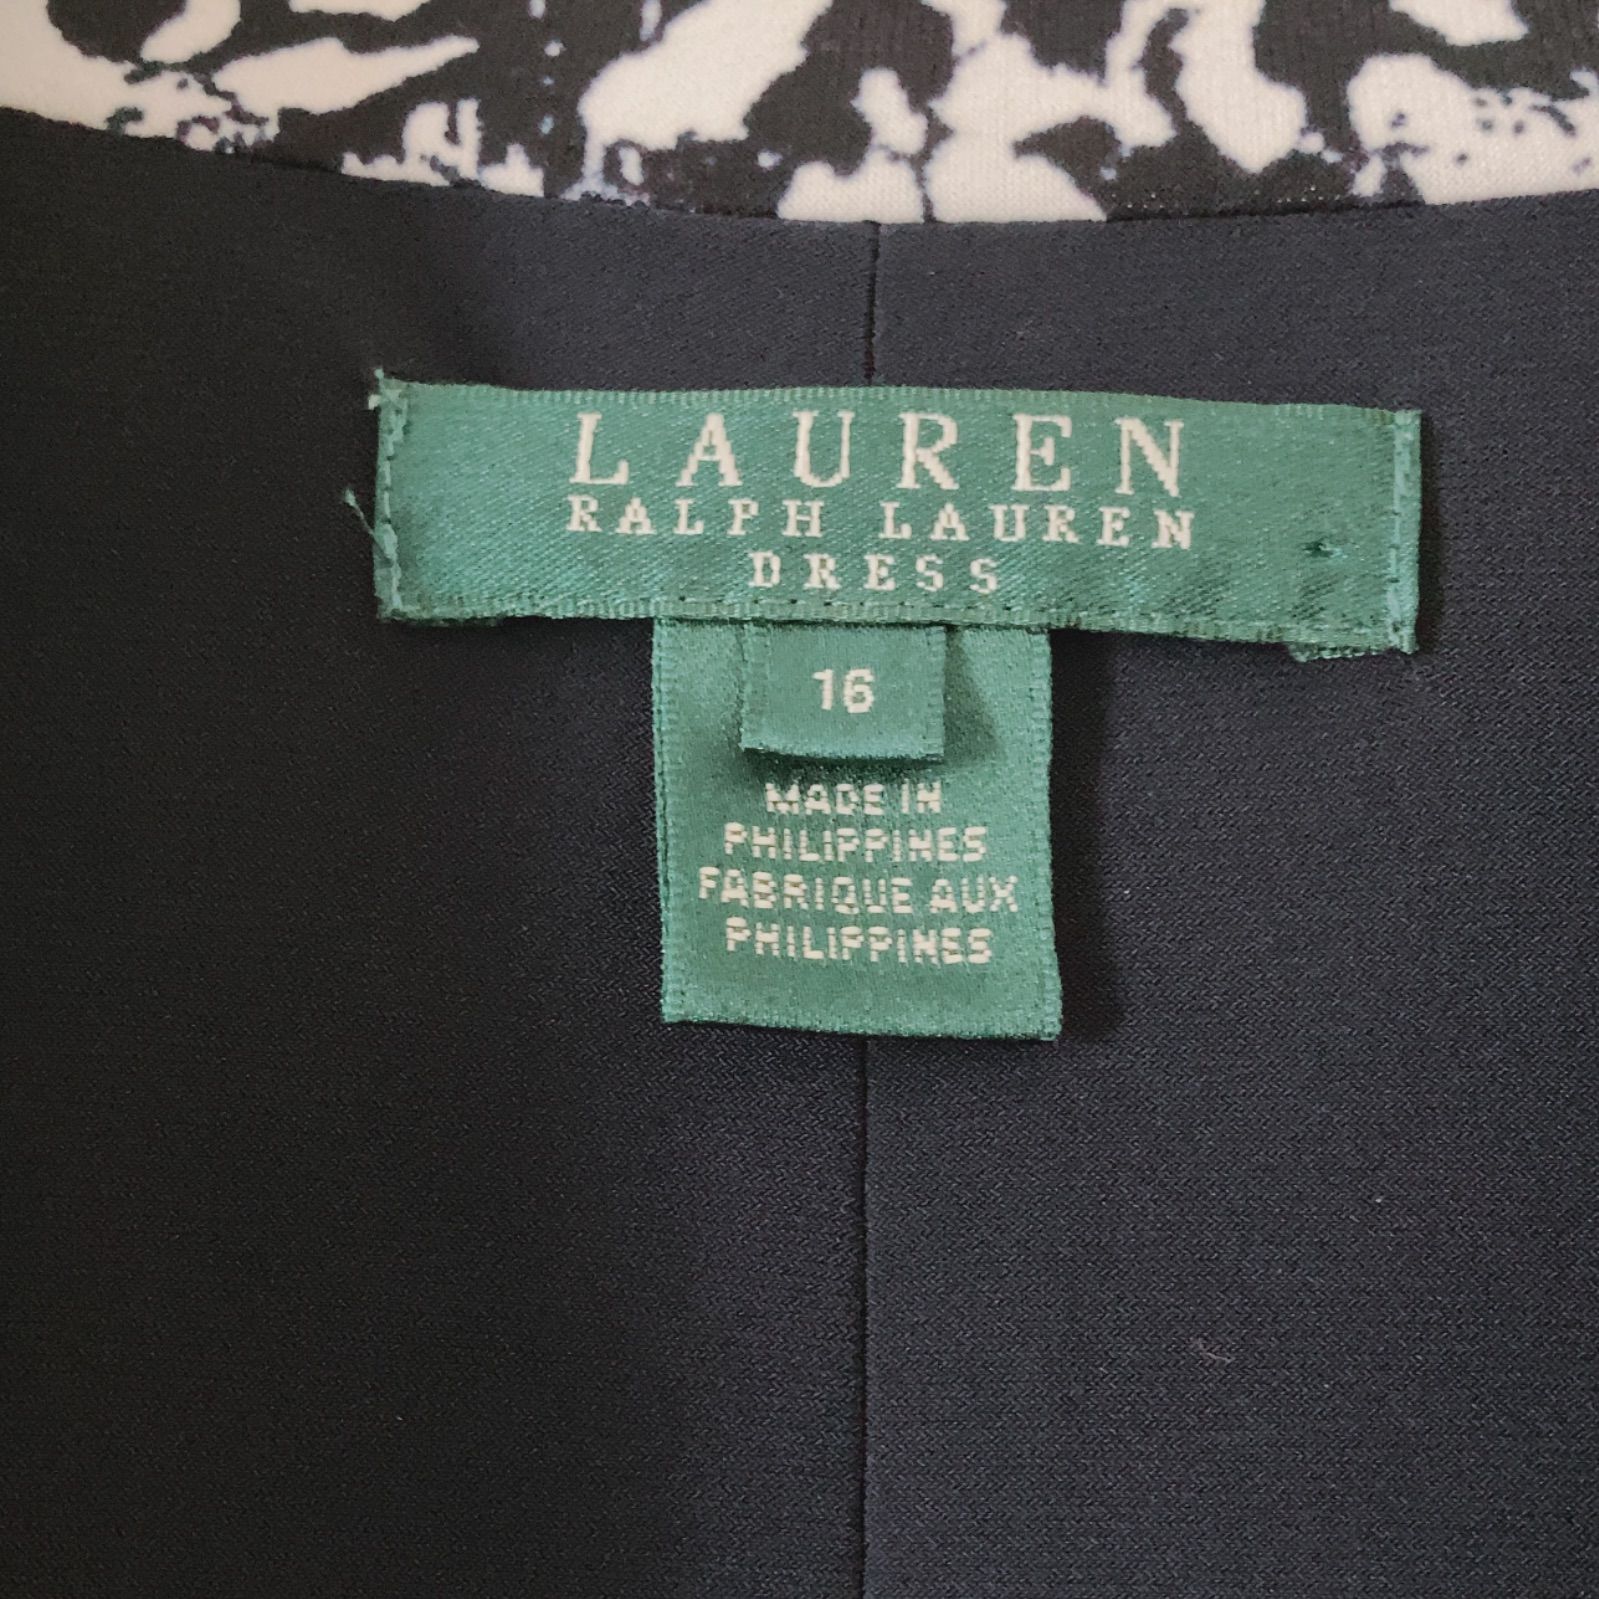 LAUREN
RALPH LAUREN
DRESS
16
MADE IN
PHILIPPINES
FABRIQUE AUX
PHILIPPINES